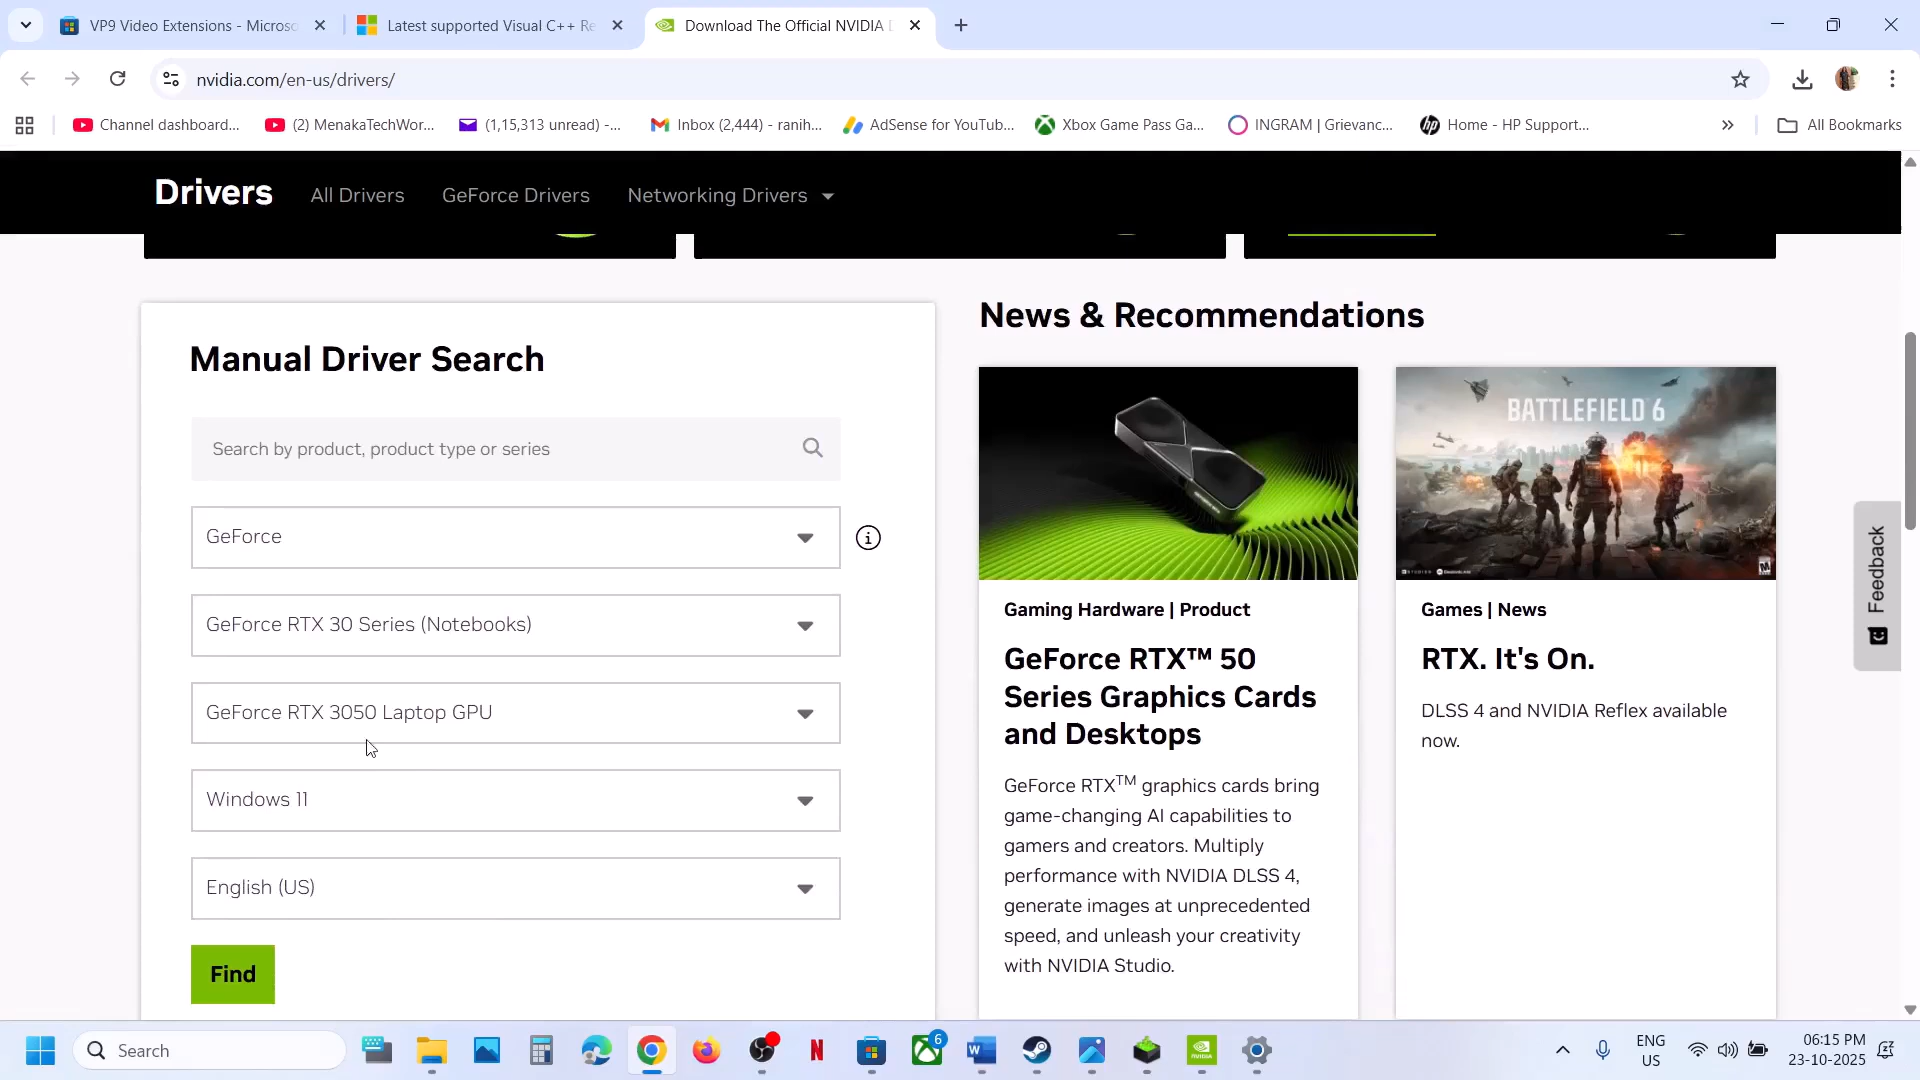 VP9 Video Extensions - Microso
Latest supported Visual C++ Re
Download The Official NVIDIA D
nvidia.com/en-us/drivers/
Channel dashboard...
(2) MenakaTechWor...
(1,15,313 unread) -...
Inbox (2,444) - ranih...
AdSense for YouTub...
Xbox Game Pass Ga...
INGRAM | Grievanc...
Home - HP Support...
All Bookmarks
Drivers
All Drivers
GeForce Drivers
Networking Drivers
Manual Driver Search
Search by product, product type or series
GeForce
GeForce RTX 30 Series (Notebooks)
GeForce RTX 3050 Laptop GPU
Windows 11
English (US)
Find
News & Recommendations
Gaming Hardware | Product
GeForce RTX™ 50
Series Graphics Cards
and Desktops
GeForce RTX™ graphics cards bring
game-changing AI capabilities to
gamers and creators. Multiply
performance with NVIDIA DLSS 4,
generate images at unprecedented
speed, and unleash your creativity
with NVIDIA Studio.
BATTLEFIELD 6
Games | News
RTX. It's On.
DLSS 4 and NVIDIA Reflex available
now.
Feedback
Search
6
ENG
US
06:15 PM
23-10-2025